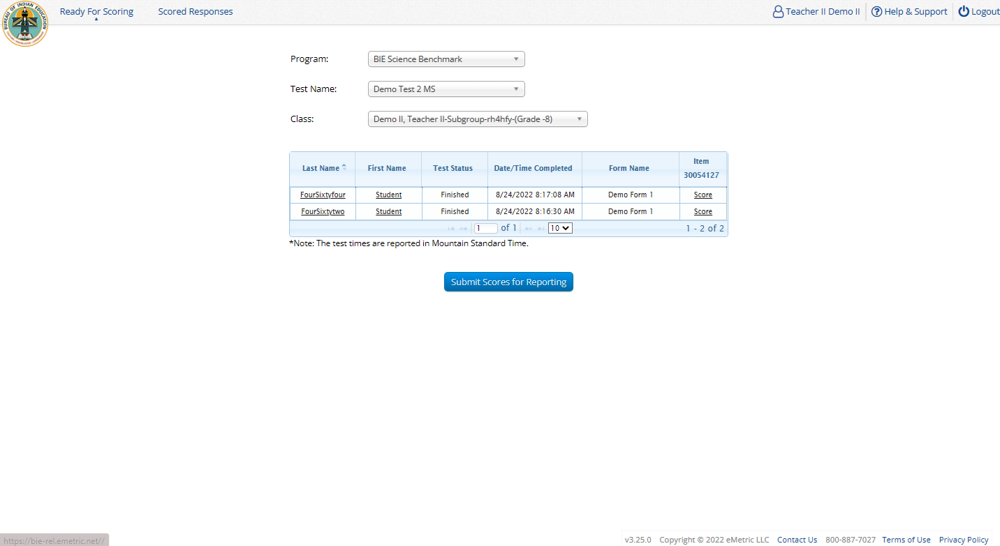 BUREAU OF INDIAN EDUCATION
Ready For Scoring Scored Responses Teacher II Demo II Help & Support Logout
Program: BIE Science Benchmark
Test Name: Demo Test 2 MS
Class: Demo II, Teacher II-Subgroup-rh4hfy-(Grade -8)
Last Name First Name Test Status Date/Time Completed Form Name Item 30054127
FourSixtyfour Student Finished 8/24/2022 8:17:08 AM Demo Form 1 Score
FourSixtytwo Student Finished 8/24/2022 8:16:30 AM Demo Form 1 Score
1 of 1 10 1 - 2 of 2
*Note: The test times are reported in Mountain Standard Time.
Submit Scores for Reporting
https://bie-rel.emetric.net//
v3.25.0 Copyright © 2022 eMetric LLC Contact Us 800-887-7027 Terms of Use Privacy Policy